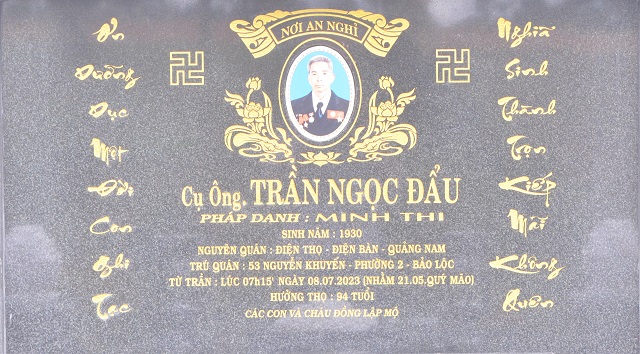 NƠI AN NGHỈ
Ơn
Dưỡng
Dục
Một
Đời
Con
Ghi
Tạc
Nghĩa
Sinh
Thành
Trọn
Kiếp
Mãi
Không
Quên
Cụ Ông. TRẦN NGỌC ĐẨU
PHÁP DANH : MINH THI
SINH NĂM : 1930
NGUYÊN QUÁN : ĐIỆN THỌ - ĐIỆN BÀN - QUẢNG NAM
TRÚ QUÁN : 53 NGUYỄN KHUYẾN - PHƯỜNG 2 - BẢO LỘC
TỪ TRẦN : LÚC 07h15' NGÀY 08.07.2023 (NHẰM 21.05.QUÝ MÃO)
HƯỞNG THỌ : 94 TUỔI
CÁC CON VÀ CHÁU ĐỒNG LẬP MỘ